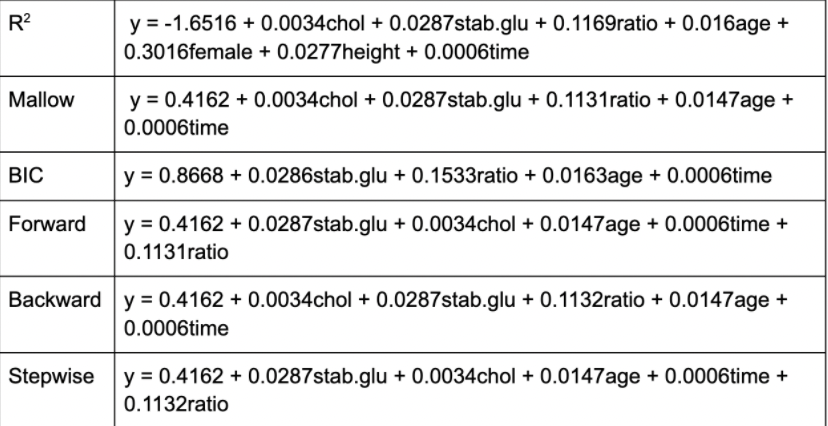 R²
y = -1.6516 + 0.0034chol + 0.0287stab.glu + 0.1169ratio + 0.016age +
0.3016female + 0.0277height + 0.0006time
Mallow
y = 0.4162 + 0.0034chol + 0.0287stab.glu + 0.1131ratio + 0.0147age +
0.0006time
BIC
y = 0.8668 + 0.0286stab.glu + 0.1533ratio + 0.0163age + 0.0006time
Forward
y = 0.4162 + 0.0287stab.glu + 0.0034chol + 0.0147age + 0.0006time +
0.1131ratio
Backward
y = 0.4162 + 0.0034chol + 0.0287stab.glu + 0.1132ratio + 0.0147age +
0.0006time
Stepwise
y = 0.4162 + 0.0287stab.glu + 0.0034chol + 0.0147age + 0.0006time +
0.1132ratio